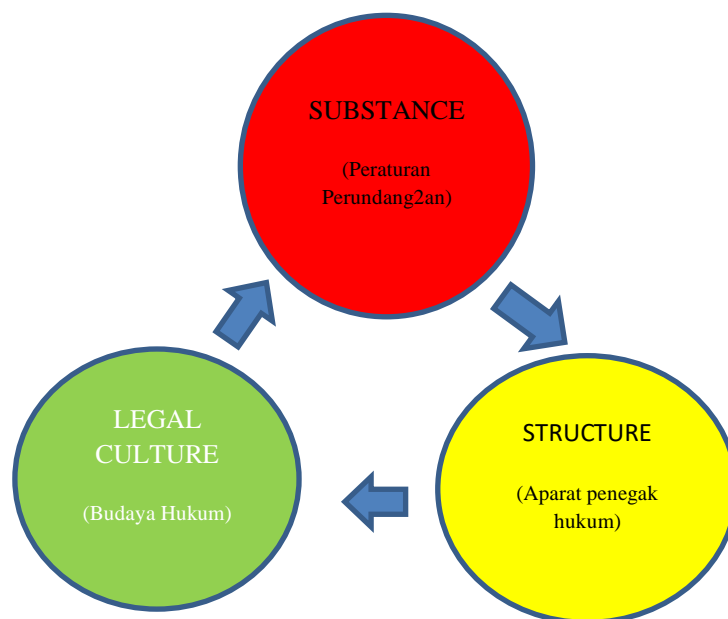 SUBSTANCE
(Peraturan
Perundang2an)
STRUCTURE
(Aparat penegak
hukum)
LEGAL
CULTURE
(Budaya Hukum)